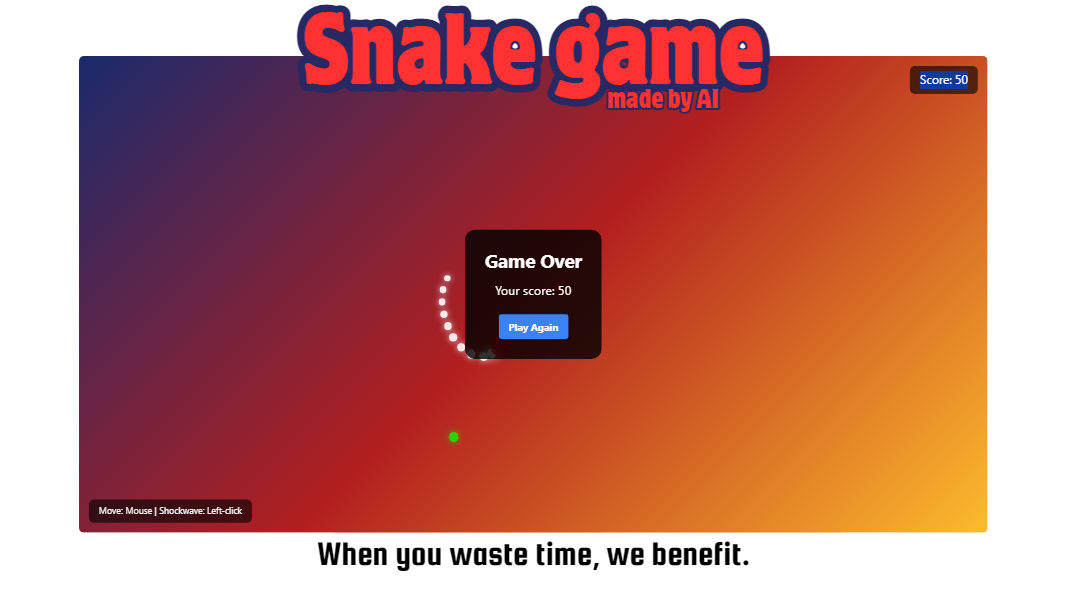 Snake game
made by AI
Score: 50
Game Over
Your score: 50
Play Again
Move: Mouse | Shockwave: Left-click
When you waste time, we benefit.